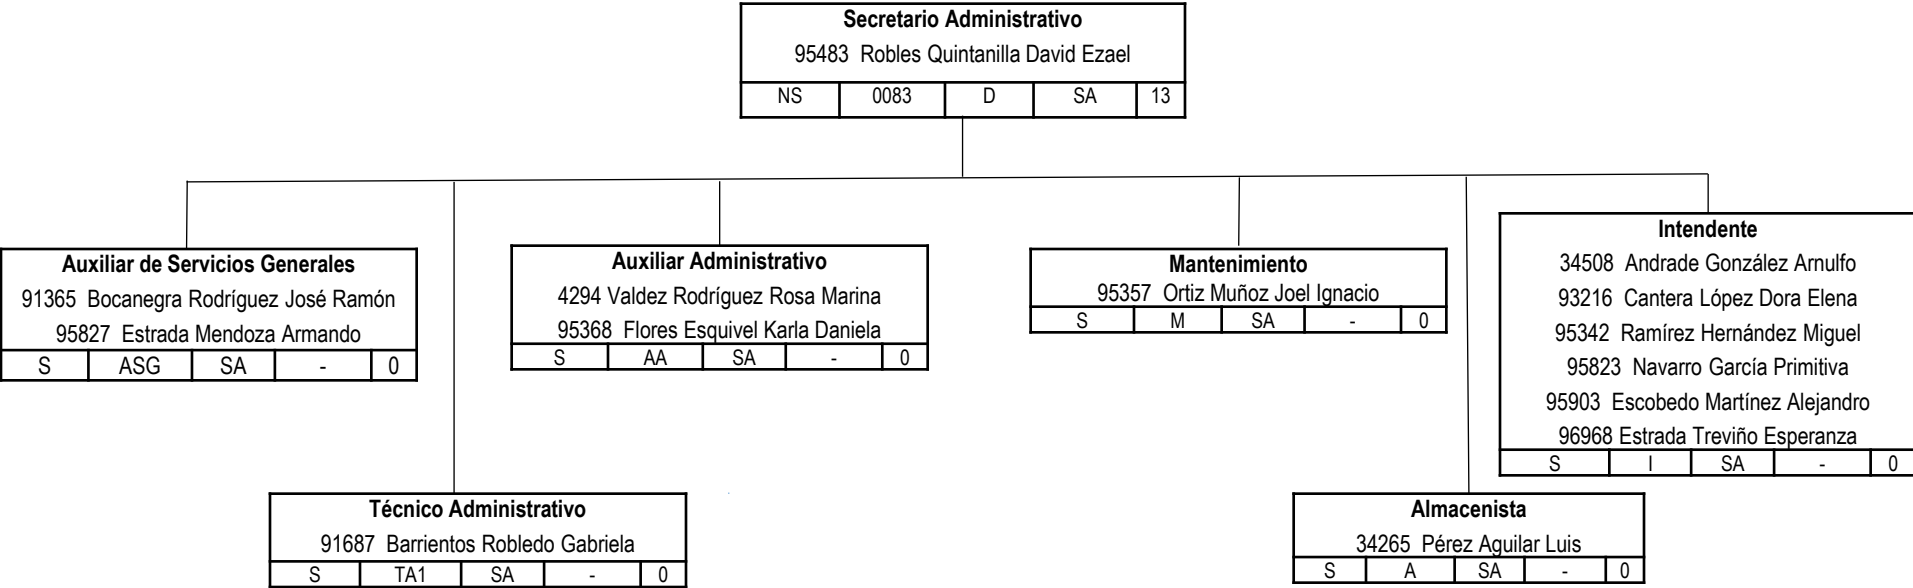 Secretario Administrativo
95483 Robles Quintanilla David Ezael
NS 0083 D SA 13
Auxiliar de Servicios Generales
91365 Bocanegra Rodríguez José Ramón
95827 Estrada Mendoza Armando
S ASG SA - 0
Auxiliar Administrativo
4294 Valdez Rodríguez Rosa Marina
95368 Flores Esquivel Karla Daniela
S AA SA - 0
Mantenimiento
95357 Ortiz Muñoz Joel Ignacio
S M SA - 0
Intendente
34508 Andrade González Arnulfo
93216 Cantera López Dora Elena
95342 Ramírez Hernández Miguel
95823 Navarro García Primitiva
95903 Escobedo Martínez Alejandro
96968 Estrada Treviño Esperanza
S I SA - 0
Técnico Administrativo
91687 Barrientos Robledo Gabriela
S TA1 SA - 0
Almacenista
34265 Pérez Aguilar Luis
S A SA - 0